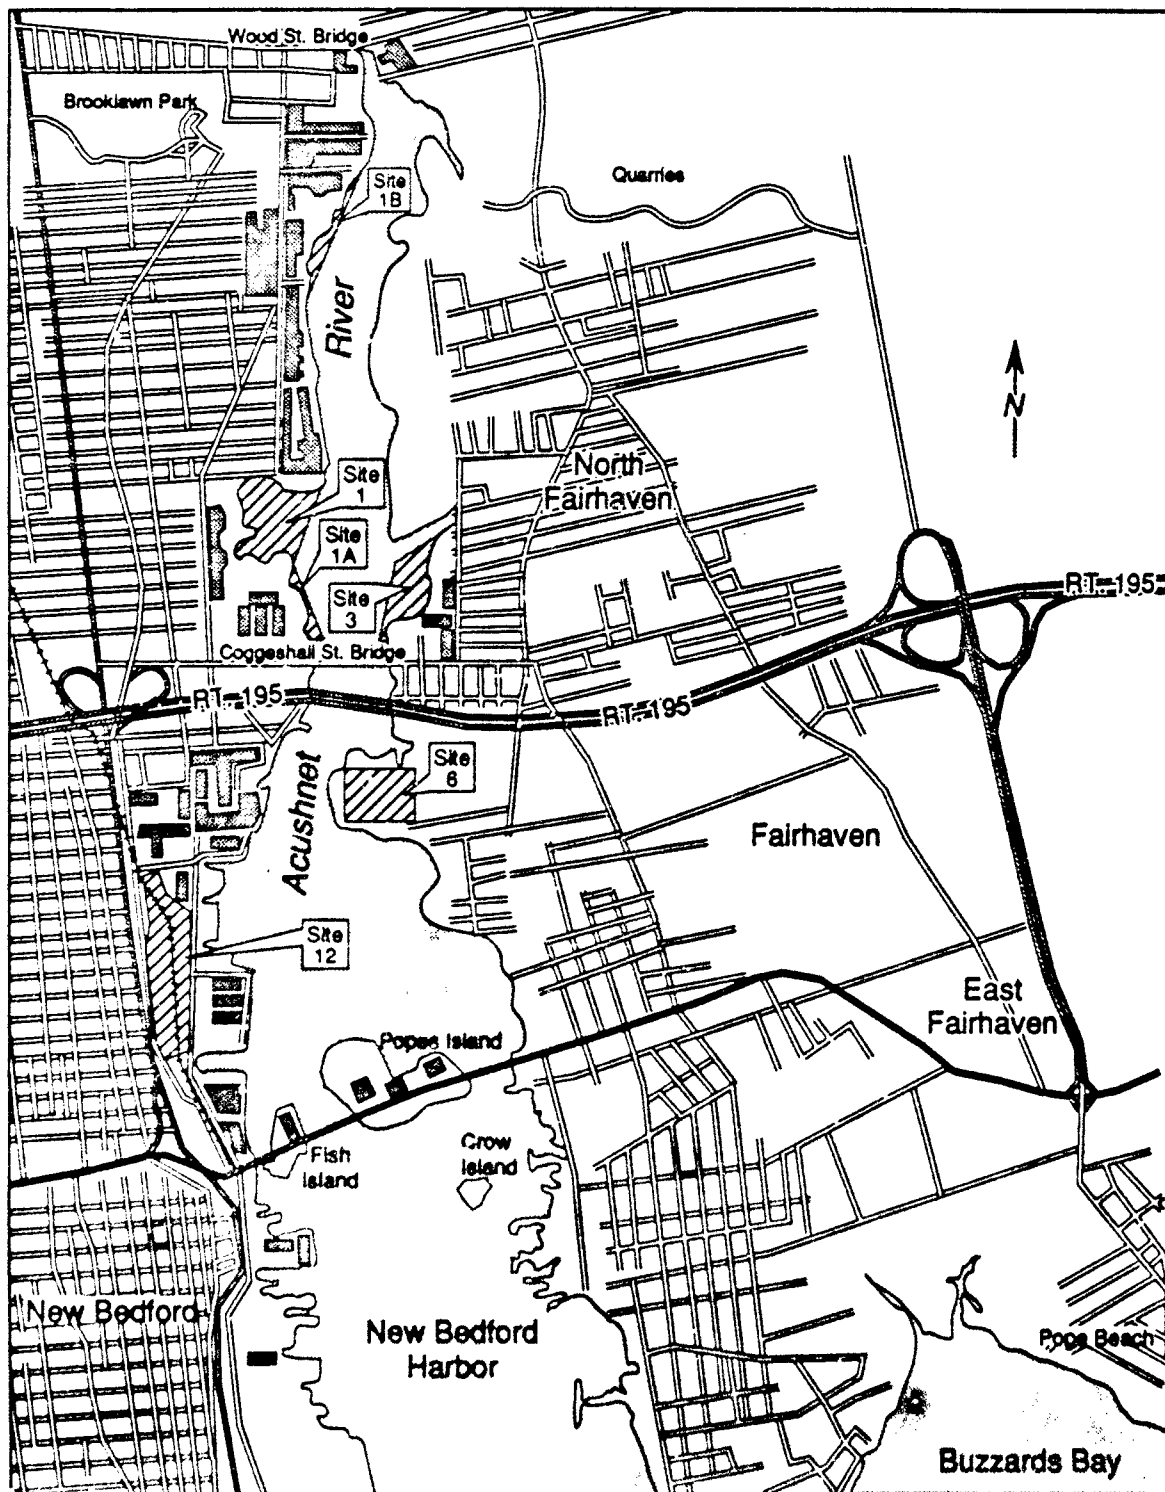 Wood St. Bridge
Brooklawn Park
Site
1B
Quarries
River
N
North
Fairhaven
Site
1
Site
1A
Site
3
RT. 195
Coggeshall St. Bridge
RT. 195
RT. 195
Site
6
Acushnet
Fairhaven
Site
12
East
Fairhaven
Popes Island
Fish
Island
Crow
Island
New Bedford
New Bedford
Harbor
Pope Beach
Buzzards Bay